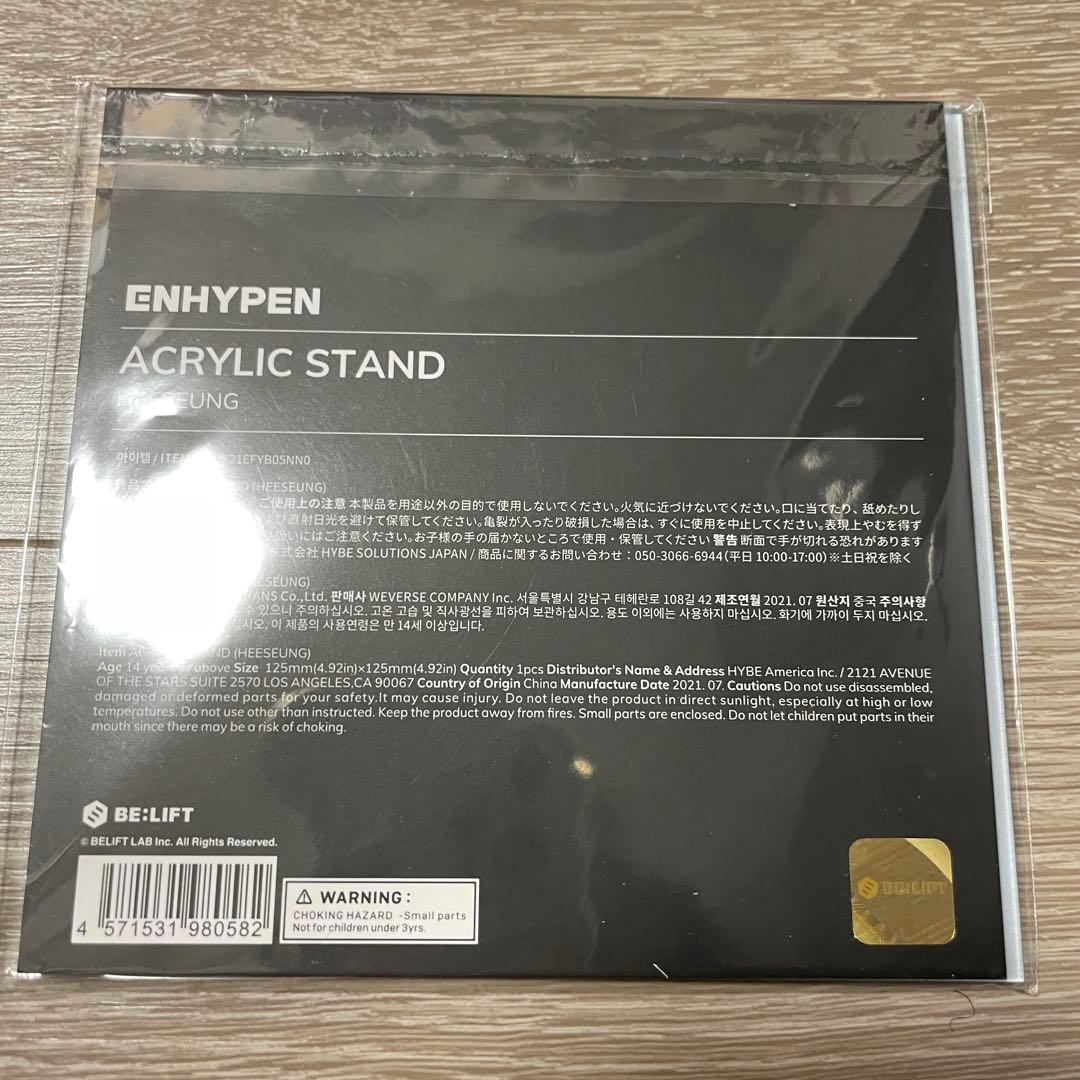 ENHYPEN
ACRYLIC STAND
HEESEUNG
아이템 / ITEM 521EFYB05NN0
(HEESEUNG)
ご使用上の注意 本製品を用途以外の目的で使用しないでください。火気に近づけないでください。口に当てたり、舐めたりし
直射日光を避けて保管してください。亀裂が入ったり破損した場合は、すぐに使用を中止してください。表現上やむを得ず
扱いにはご注意ください。お子様の手の届かないところで使用・保管してください 警告 断面で手が切れる恐れがあります
株式会社 HYBE SOLUTIONS JAPAN / 商品に関するお問い合わせ：050-3066-6944（平日 10:00-17:00）※土日祝を除く
(HEESEUNG)
Co.,Ltd. 판매사 WEVERSE COMPANY Inc. 서울특별시 강남구 테헤란로 108길 42 제조연월 2021. 07 원산지 중국 주의사항
수 있으니 주의하십시오. 고온 고습 및 직사광선을 피하여 보관하십시오. 용도 이외에는 사용하지 마십시오. 화기에 가까이 두지 마십시오.
이 제품의 사용연령은 만 14세 이상입니다.
Item ACRYLIC STAND (HEESEUNG)
Age 14 years or above Size 125mm(4.92in)×125mm(4.92in) Quantity 1pcs Distributor's Name & Address HYBE America Inc. / 2121 AVENUE
OF THE STARS SUITE 2570 LOS ANGELES,CA 90067 Country of Origin China Manufacture Date 2021. 07. Cautions Do not use disassembled,
damaged or deformed parts for your safety.It may cause injury. Do not leave the product in direct sunlight, especially at high or low
temperatures. Do not use other than instructed. Keep the product away from fires. Small parts are enclosed. Do not let children put parts in their
mouth since there may be a risk of choking.
BE:LIFT
© BELIFT LAB Inc. All Rights Reserved.
4 571531 980582
WARNING :
CHOKING HAZARD -Small parts
Not for children under 3yrs.
BE:LIFT